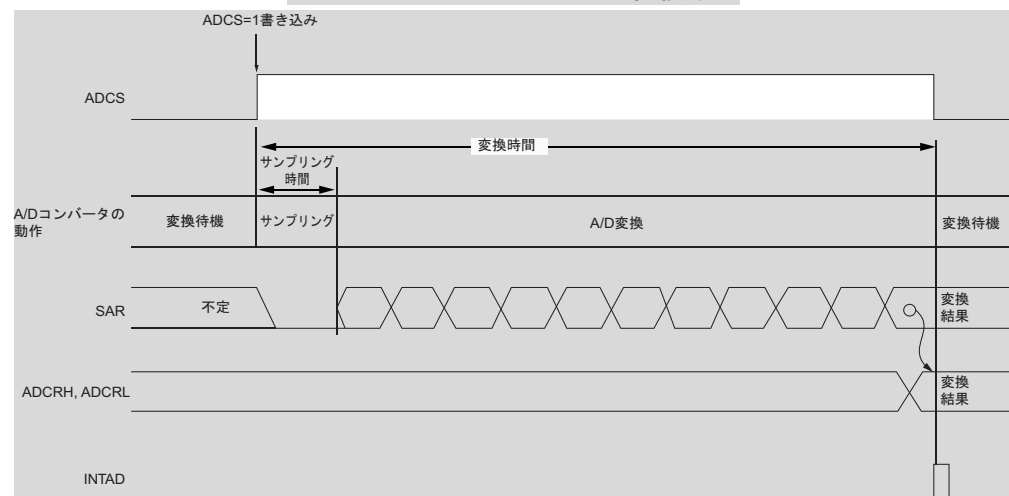 ADCS=1書き込み
ADCS
変換時間
サンプリング
時間
A/Dコンバータの
動作
変換待機
サンプリング
A/D変換
変換待機
SAR
不定
変換
結果
ADCRH, ADCRL
変換
結果
INTAD